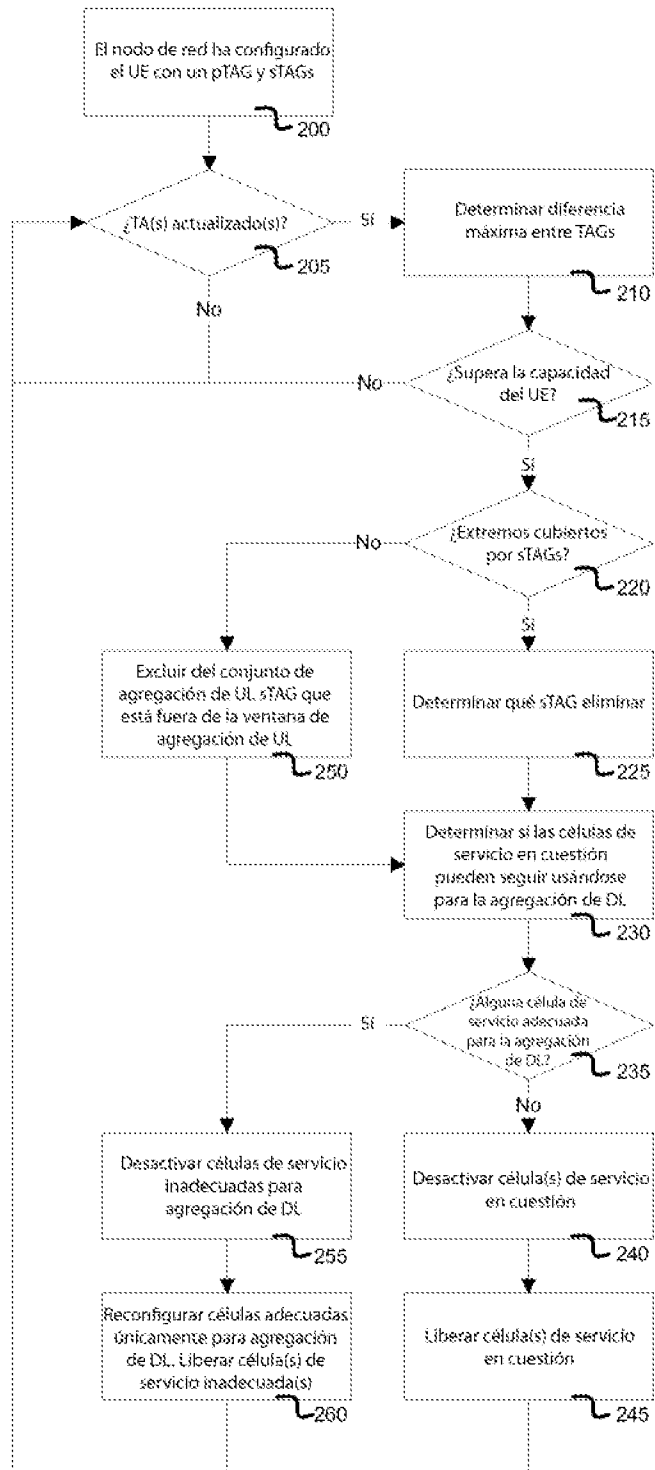 El nodo de red ha configurado
el UE con un pTAG y sTAGs
200
¿TA(s) actualizado(s)?
205
Sí
No
Determinar diferencia
máxima entre TAGs
210
¿Supera la capacidad
del UE?
215
No
Sí
¿Extremos cubiertos
por sTAGs?
220
No
Sí
Excluir del conjunto de
agregación de UL sTAG que
está fuera de la ventana de
agregación de UL
250
Determinar qué sTAG eliminar
225
Determinar si las células de
servicio en cuestión
pueden seguir usándose
para la agregación de DL
230
¿Alguna célula de
servicio adecuada
para la agregación
de DL?
235
Sí
No
Desactivar células de servicio
inadecuadas para
agregación de DL
255
Desactivar célula(s) de servicio
en cuestión
240
Reconfigurar células adecuadas
únicamente para agregación
de DL. Liberar célula(s) de
servicio inadecuada(s)
260
Liberar célula(s) de servicio
en cuestión
245